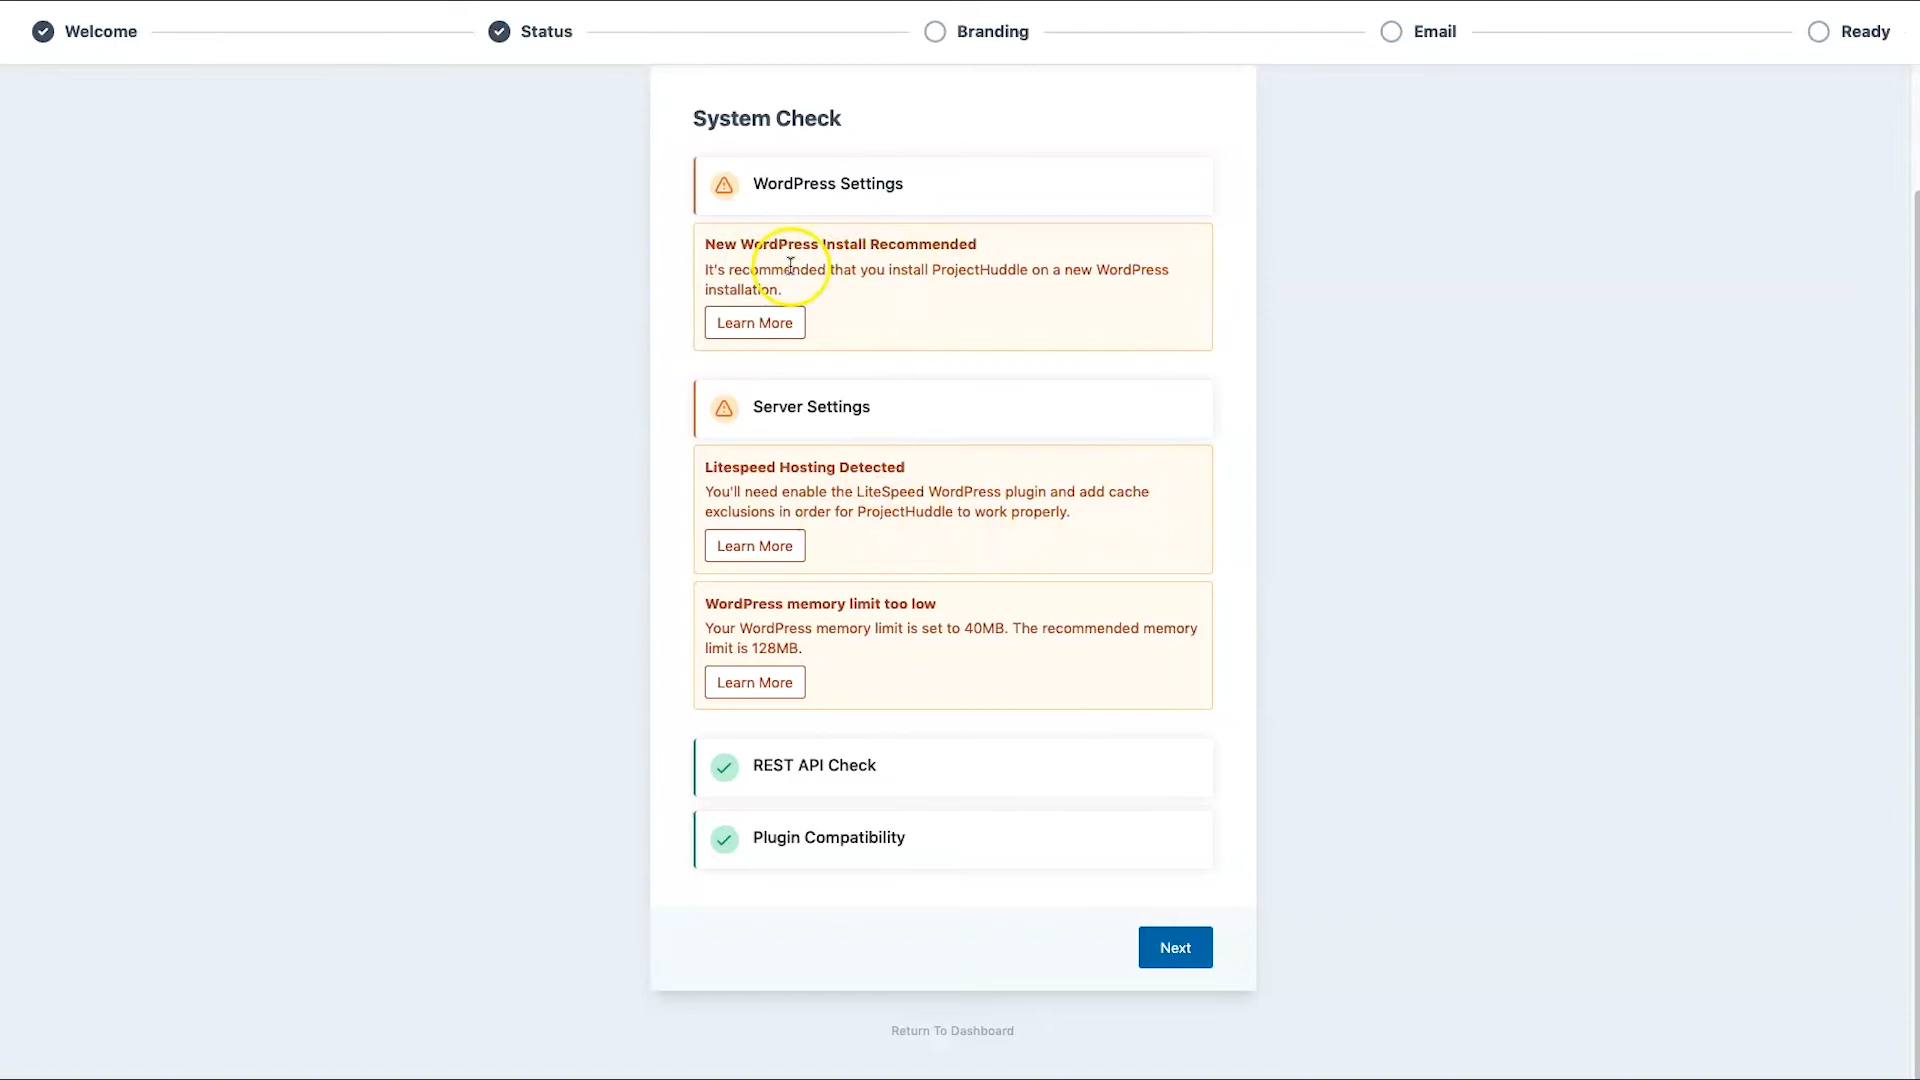 Welcome
Status
Branding
Email
Ready
System Check
WordPress Settings
New WordPress Install Recommended
It's recommended that you install ProjectHuddle on a new WordPress
installation.
Learn More
Server Settings
Litespeed Hosting Detected
You'll need enable the LiteSpeed WordPress plugin and add cache
exclusions in order for ProjectHuddle to work properly.
Learn More
WordPress memory limit too low
Your WordPress memory limit is set to 40MB. The recommended memory
limit is 128MB.
Learn More
REST API Check
Plugin Compatibility
Next
Return To Dashboard